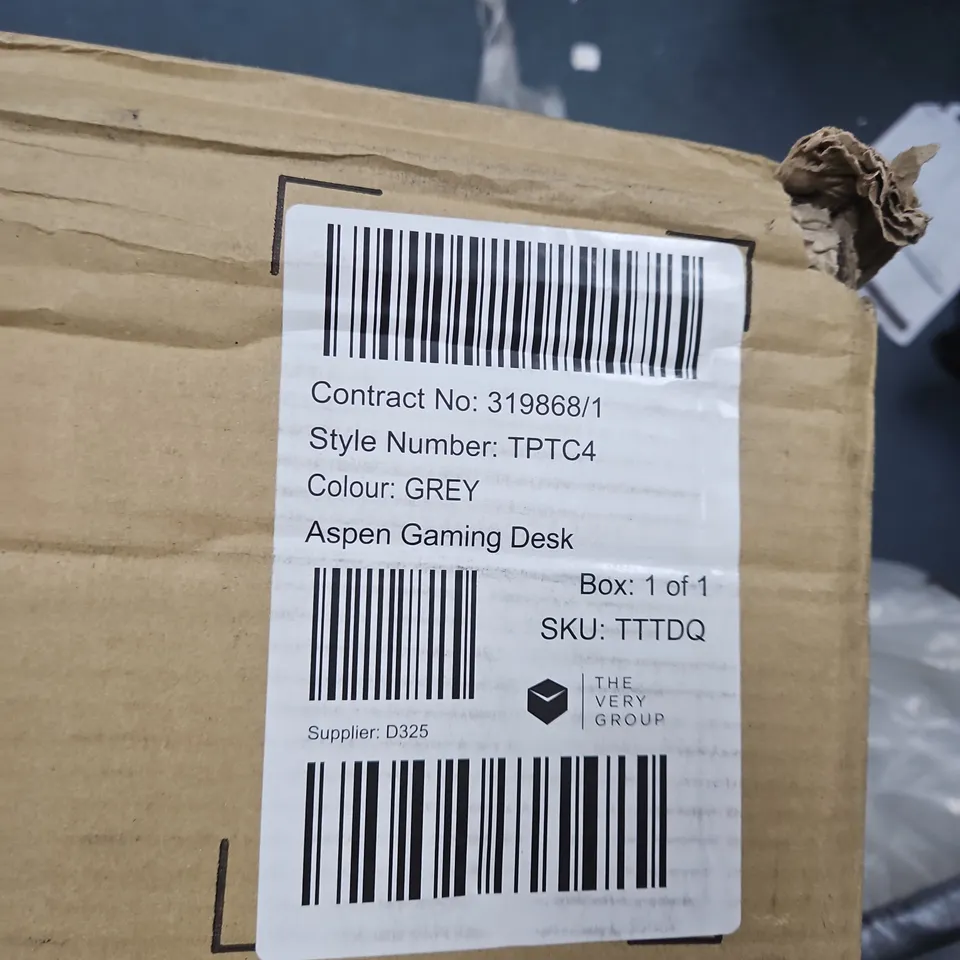 Contract No: 319868/1
Style Number: TPTC4
Colour: GREY
Aspen Gaming Desk
Box: 1 of 1
SKU: TTTDQ
THE
VERY
GROUP
Supplier: D325